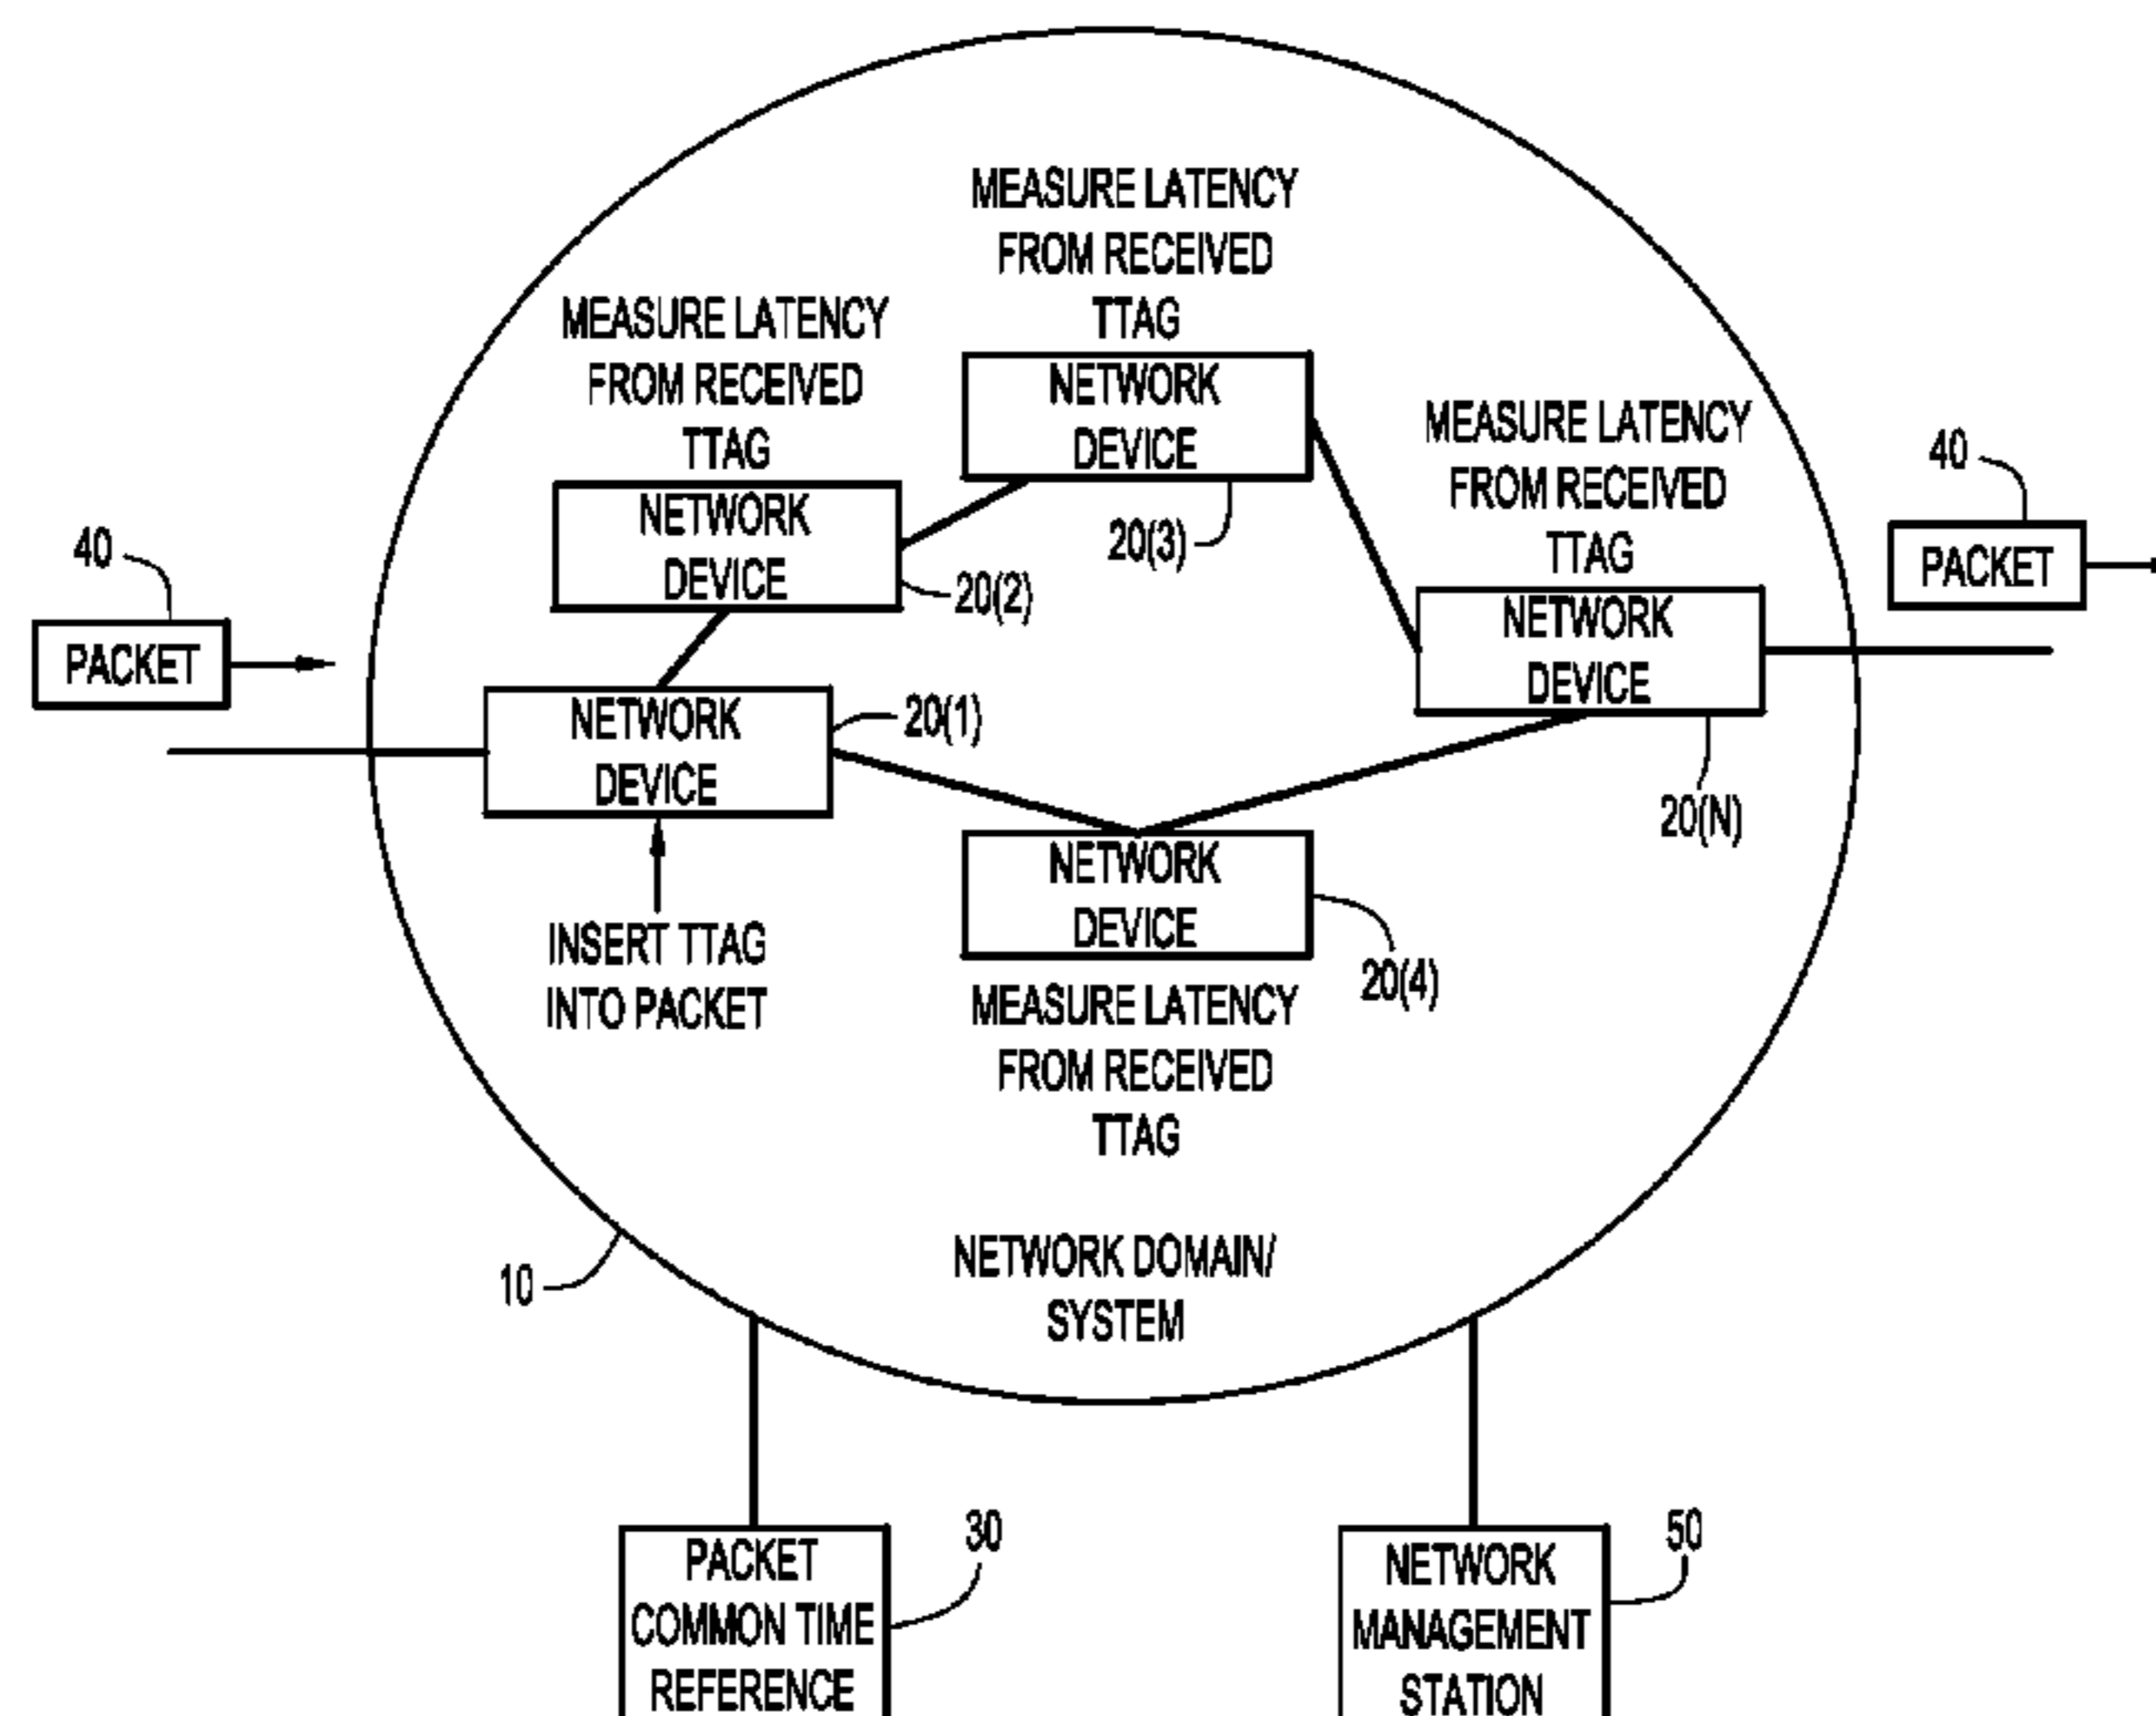 MEASURE LATENCY
FROM RECEIVED
TTAG
NETWORK
DEVICE
20(3)
MEASURE LATENCY
FROM RECEIVED
TTAG
NETWORK
DEVICE
20(2)
MEASURE LATENCY
FROM RECEIVED
TTAG
NETWORK
DEVICE
20(N)
40
PACKET
40
PACKET
NETWORK
DEVICE
20(1)
INSERT TTAG
INTO PACKET
NETWORK
DEVICE
20(4)
MEASURE LATENCY
FROM RECEIVED
TTAG
NETWORK DOMAIN/
SYSTEM
10
PACKET
COMMON TIME
REFERENCE
30
NETWORK
MANAGEMENT
STATION
50